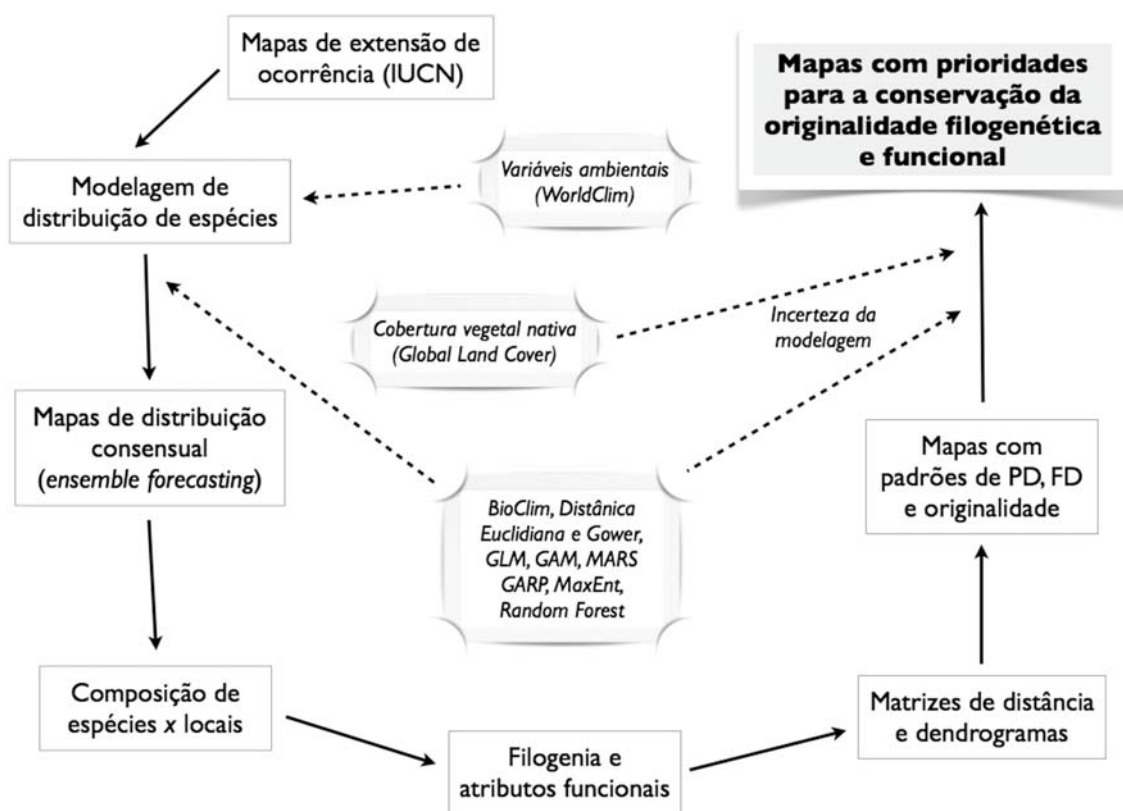 Mapas de extensão de
ocorrência (IUCN)
Mapas com prioridades
para a conservação da
originalidade filogenética
e funcional
Variáveis ambientais
(WorldClim)
Modelagem de
distribuição de espécies
Cobertura vegetal nativa
(Global Land Cover)
Incerteza da
modelagem
Mapas de distribuição
consensual
(ensemble forecasting)
Mapas com
padrões de PD, FD
e originalidade
BioClim, Distânica
Euclidiana e Gower,
GLM, GAM, MARS
GARP, MaxEnt,
Random Forest
Composição de
espécies x locais
Matrizes de distância
e dendrogramas
Filogenia e
atributos funcionais